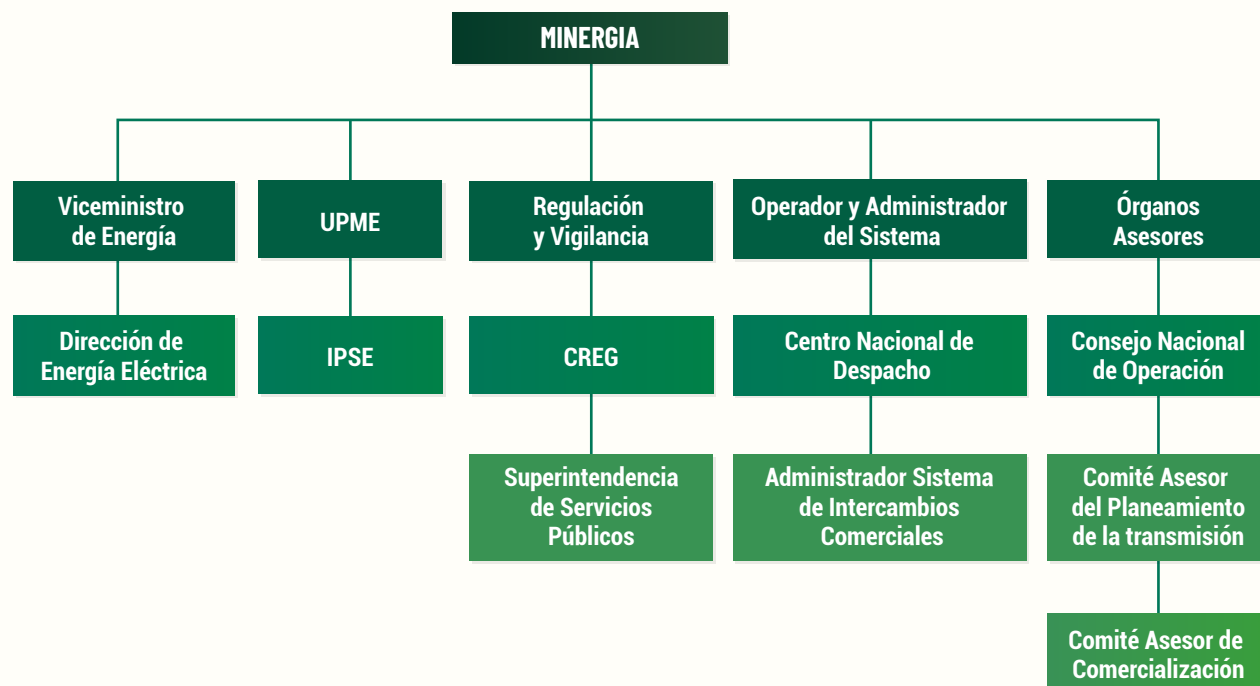 MINERGIA
Viceministro
de Energía
UPME
Regulación
y Vigilancia
Operador y Administrador
del Sistema
Órganos
Asesores
Dirección de
Energía Eléctrica
IPSE
CREG
Centro Nacional de
Despacho
Consejo Nacional
de Operación
Superintendencia
de Servicios
Públicos
Administrador Sistema
de Intercambios
Comerciales
Comité Asesor
del Planeamiento
de la transmisión
Comité Asesor de
Comercialización